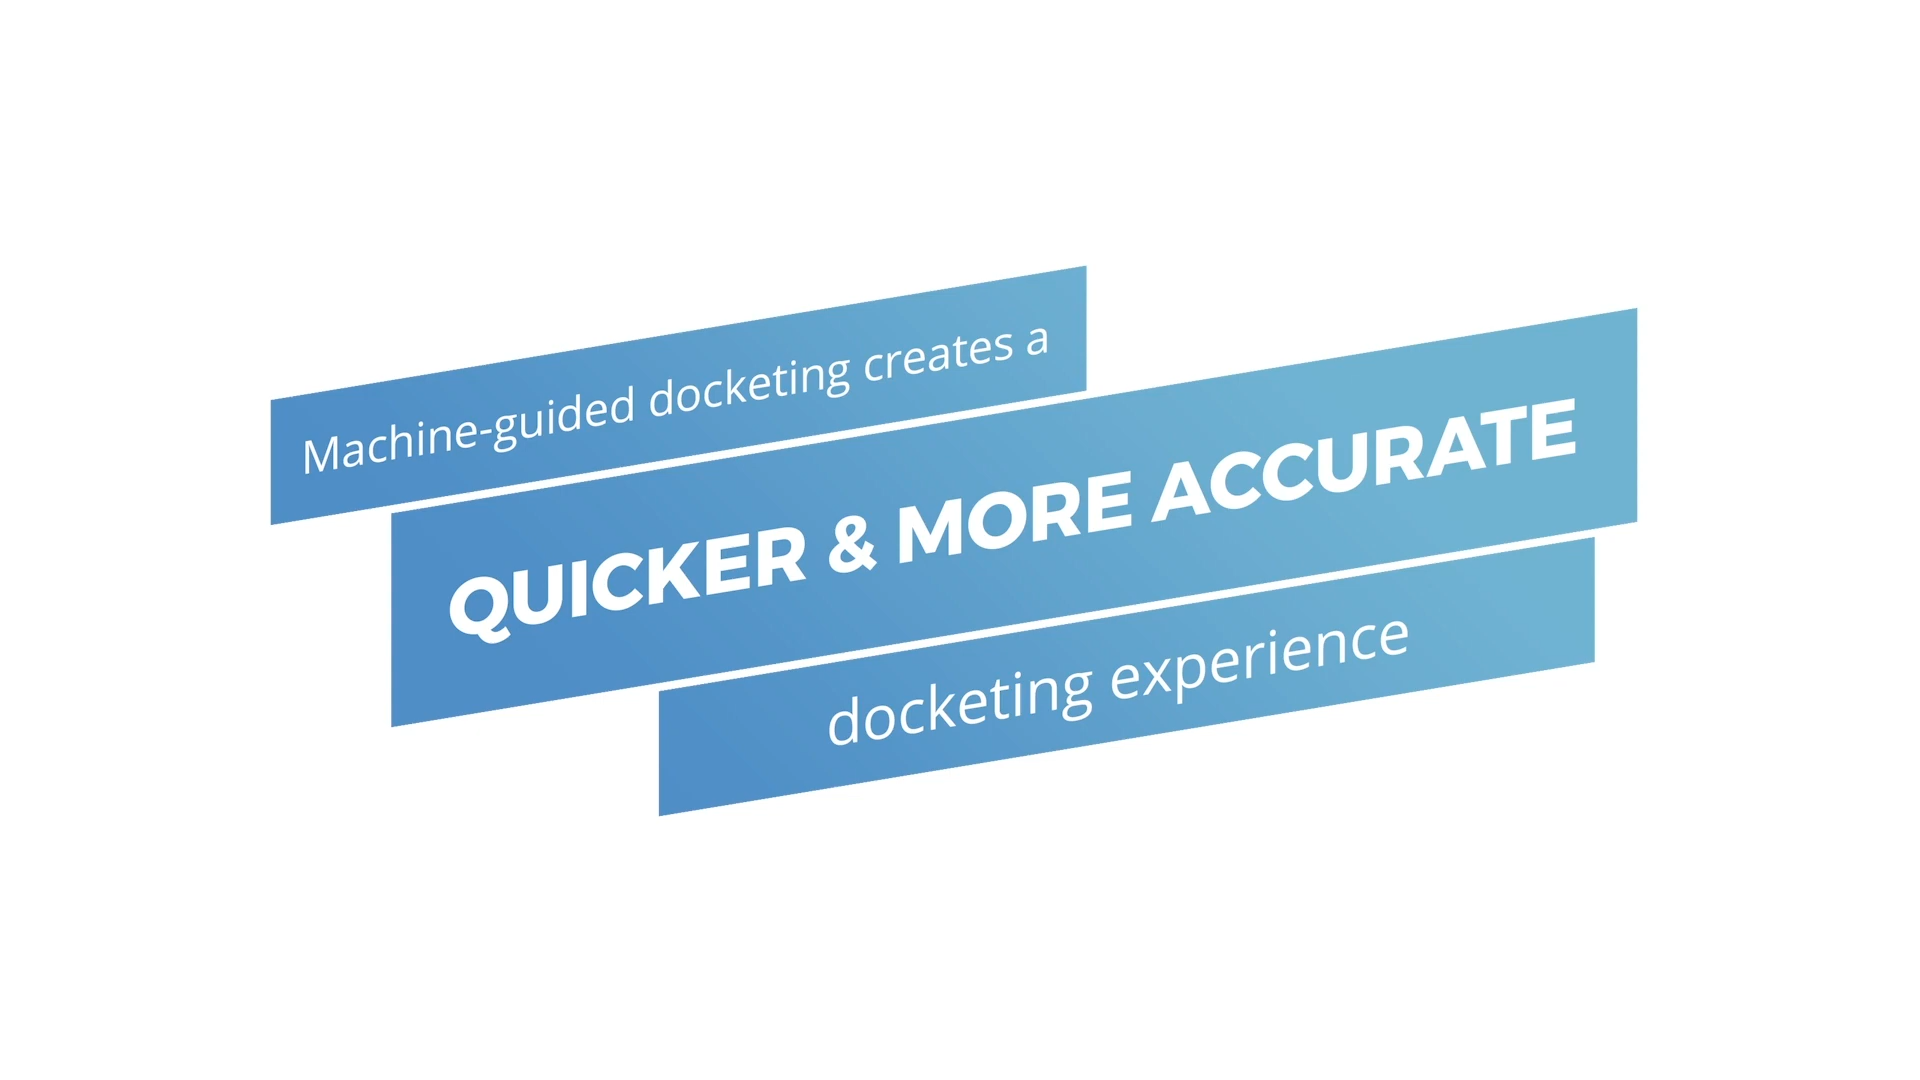 Machine-guided docketing creates a
QUICKER & MORE ACCURATE
docketing experience